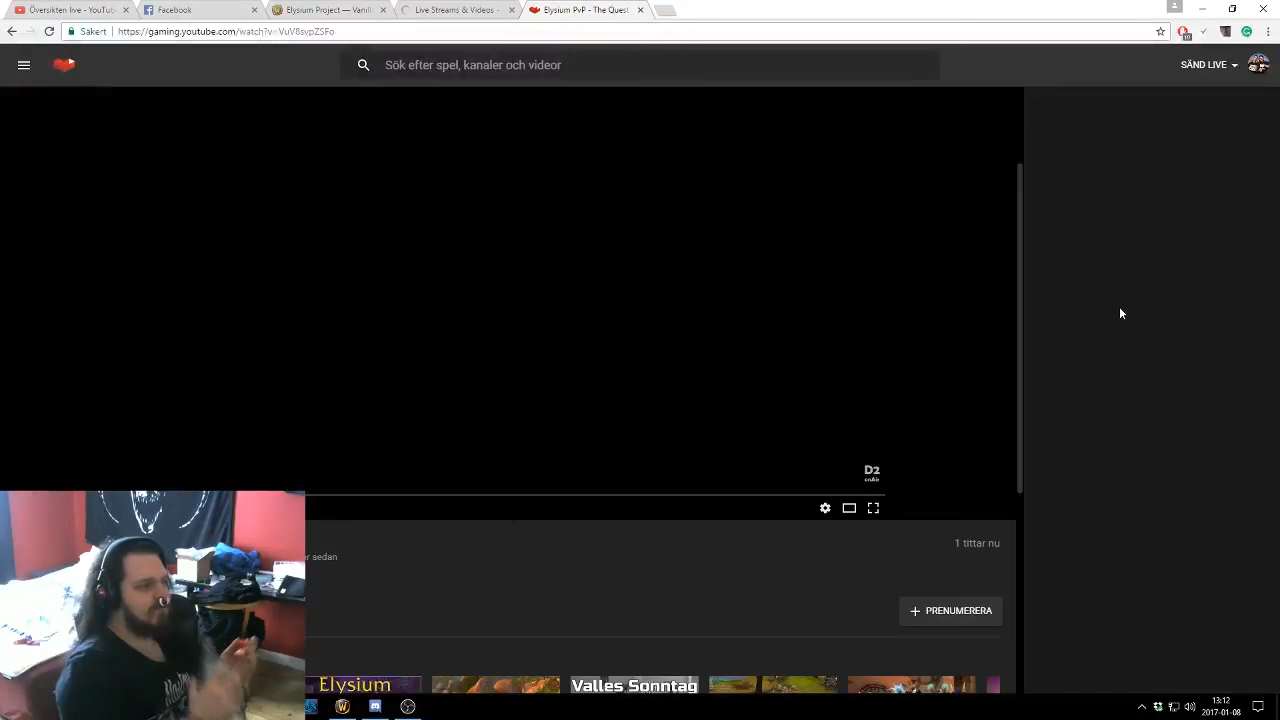 Översikten live - YouTub
Facebook
Elysium Project — Vanill
Live Streams & Videos -
Elysium PvP - The Quest
Säkert
https://gaming.youtube.com/watch?v=VuV8svpZSFo
Sök efter spel, kanaler och videor
SÄND LIVE
D2
onAir
1 tittar nu
r sedan
PRENUMERERA
Elysium
Valles Sonntag
13:12
2017-01-08